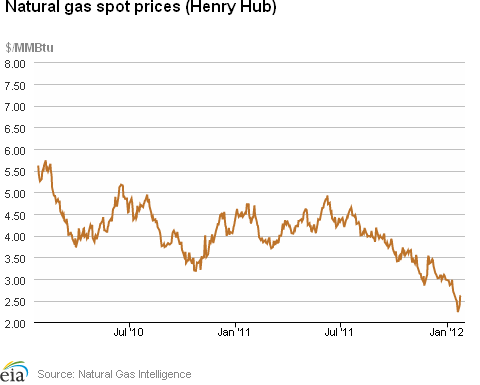 Natural gas spot prices (Henry Hub)
$/MMBtu
8.00
7.50
7.00
6.50
6.00
5.50
5.00
4.50
4.00
3.50
3.00
2.50
2.00
Jul '10
Jan '11
Jul '11
Jan '12
eia
Source: Natural Gas Intelligence